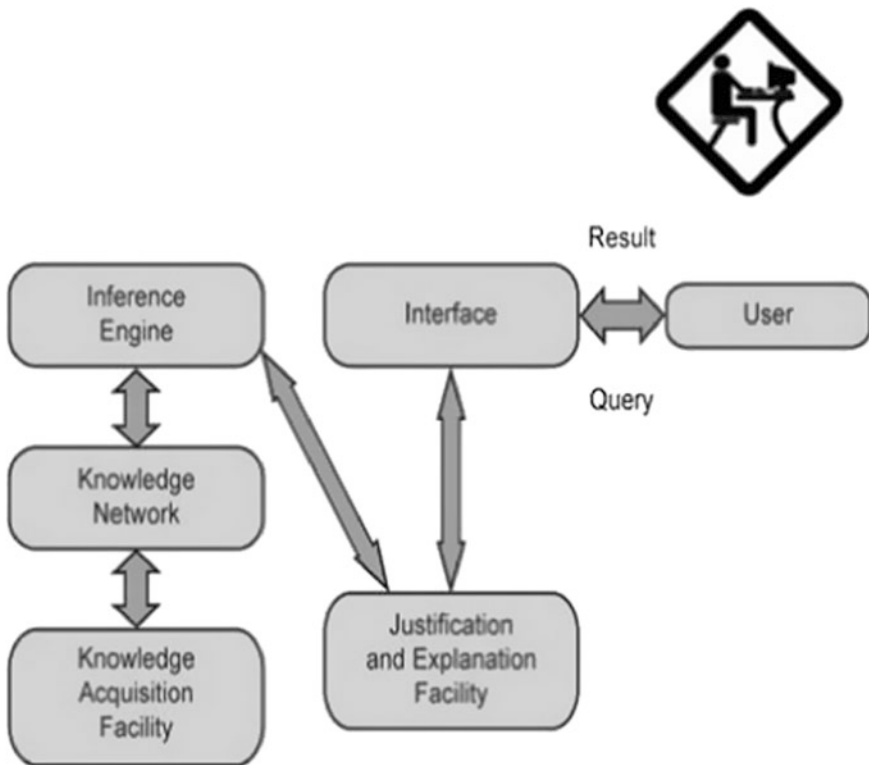 Result
Inference
Engine
Interface
User
Query
Knowledge
Network
Justification
and Explanation
Facility
Knowledge
Acquisition
Facility